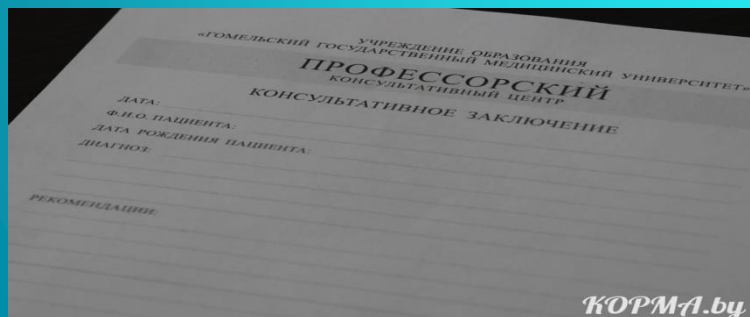 УЧРЕЖДЕНИЕ ОБРАЗОВАНИЯ
«ГОМЕЛЬСКИЙ ГОСУДАРСТВЕННЫЙ МЕДИЦИНСКИЙ УНИВЕРСИТЕТ»
ПРОФЕССОРСКИЙ
КОНСУЛЬТАТИВНЫЙ ЦЕНТР
КОНСУЛЬТАТИВНОЕ ЗАКЛЮЧЕНИЕ
ДАТА:
Ф.И.О. ПАЦИЕНТА:
ДАТА РОЖДЕНИЯ ПАЦИЕНТА:
ДИАГНОЗ:
РЕКОМЕНДАЦИИ:
КОРМА.by